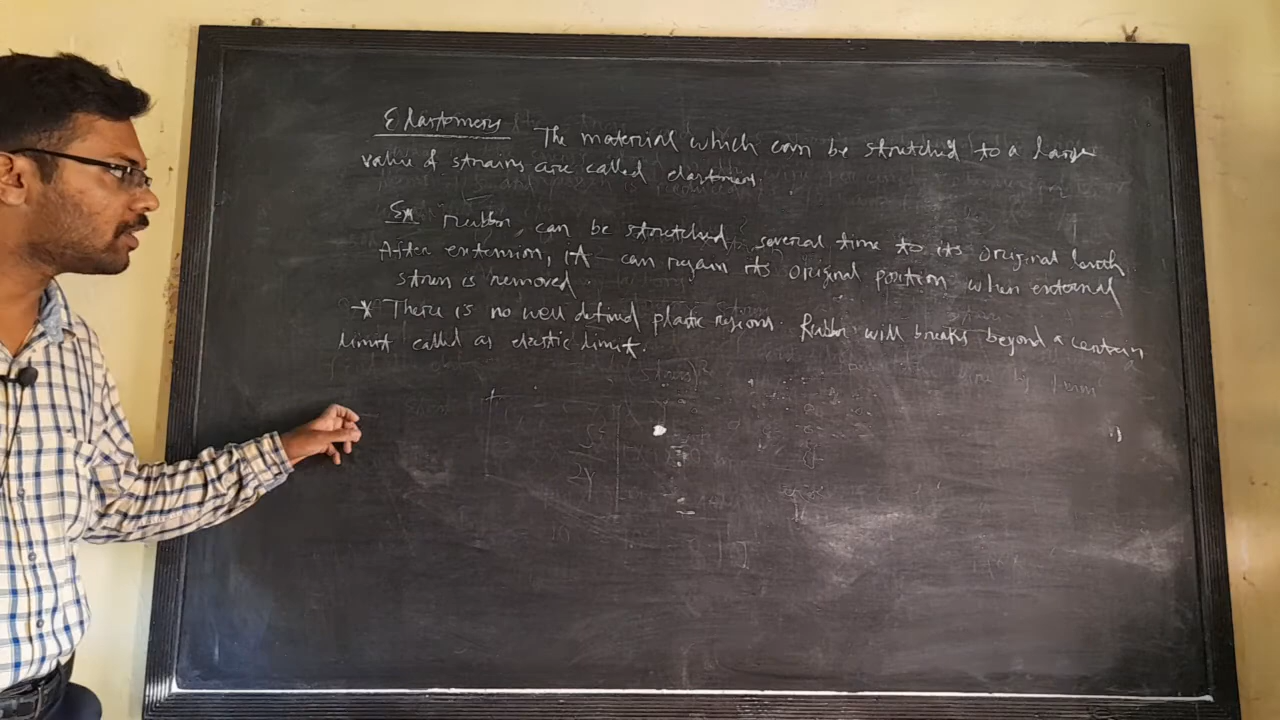 Elastomers The material which can be stretched to a large
value of strains are called elastomers.
Ex Rubber can be stretched several time to its original length.
After extension, it can regain its original position when external
stress is removed.
* There is no well defined plastic regions. Rubber will breaks beyond a certain
limit called as elastic limit.